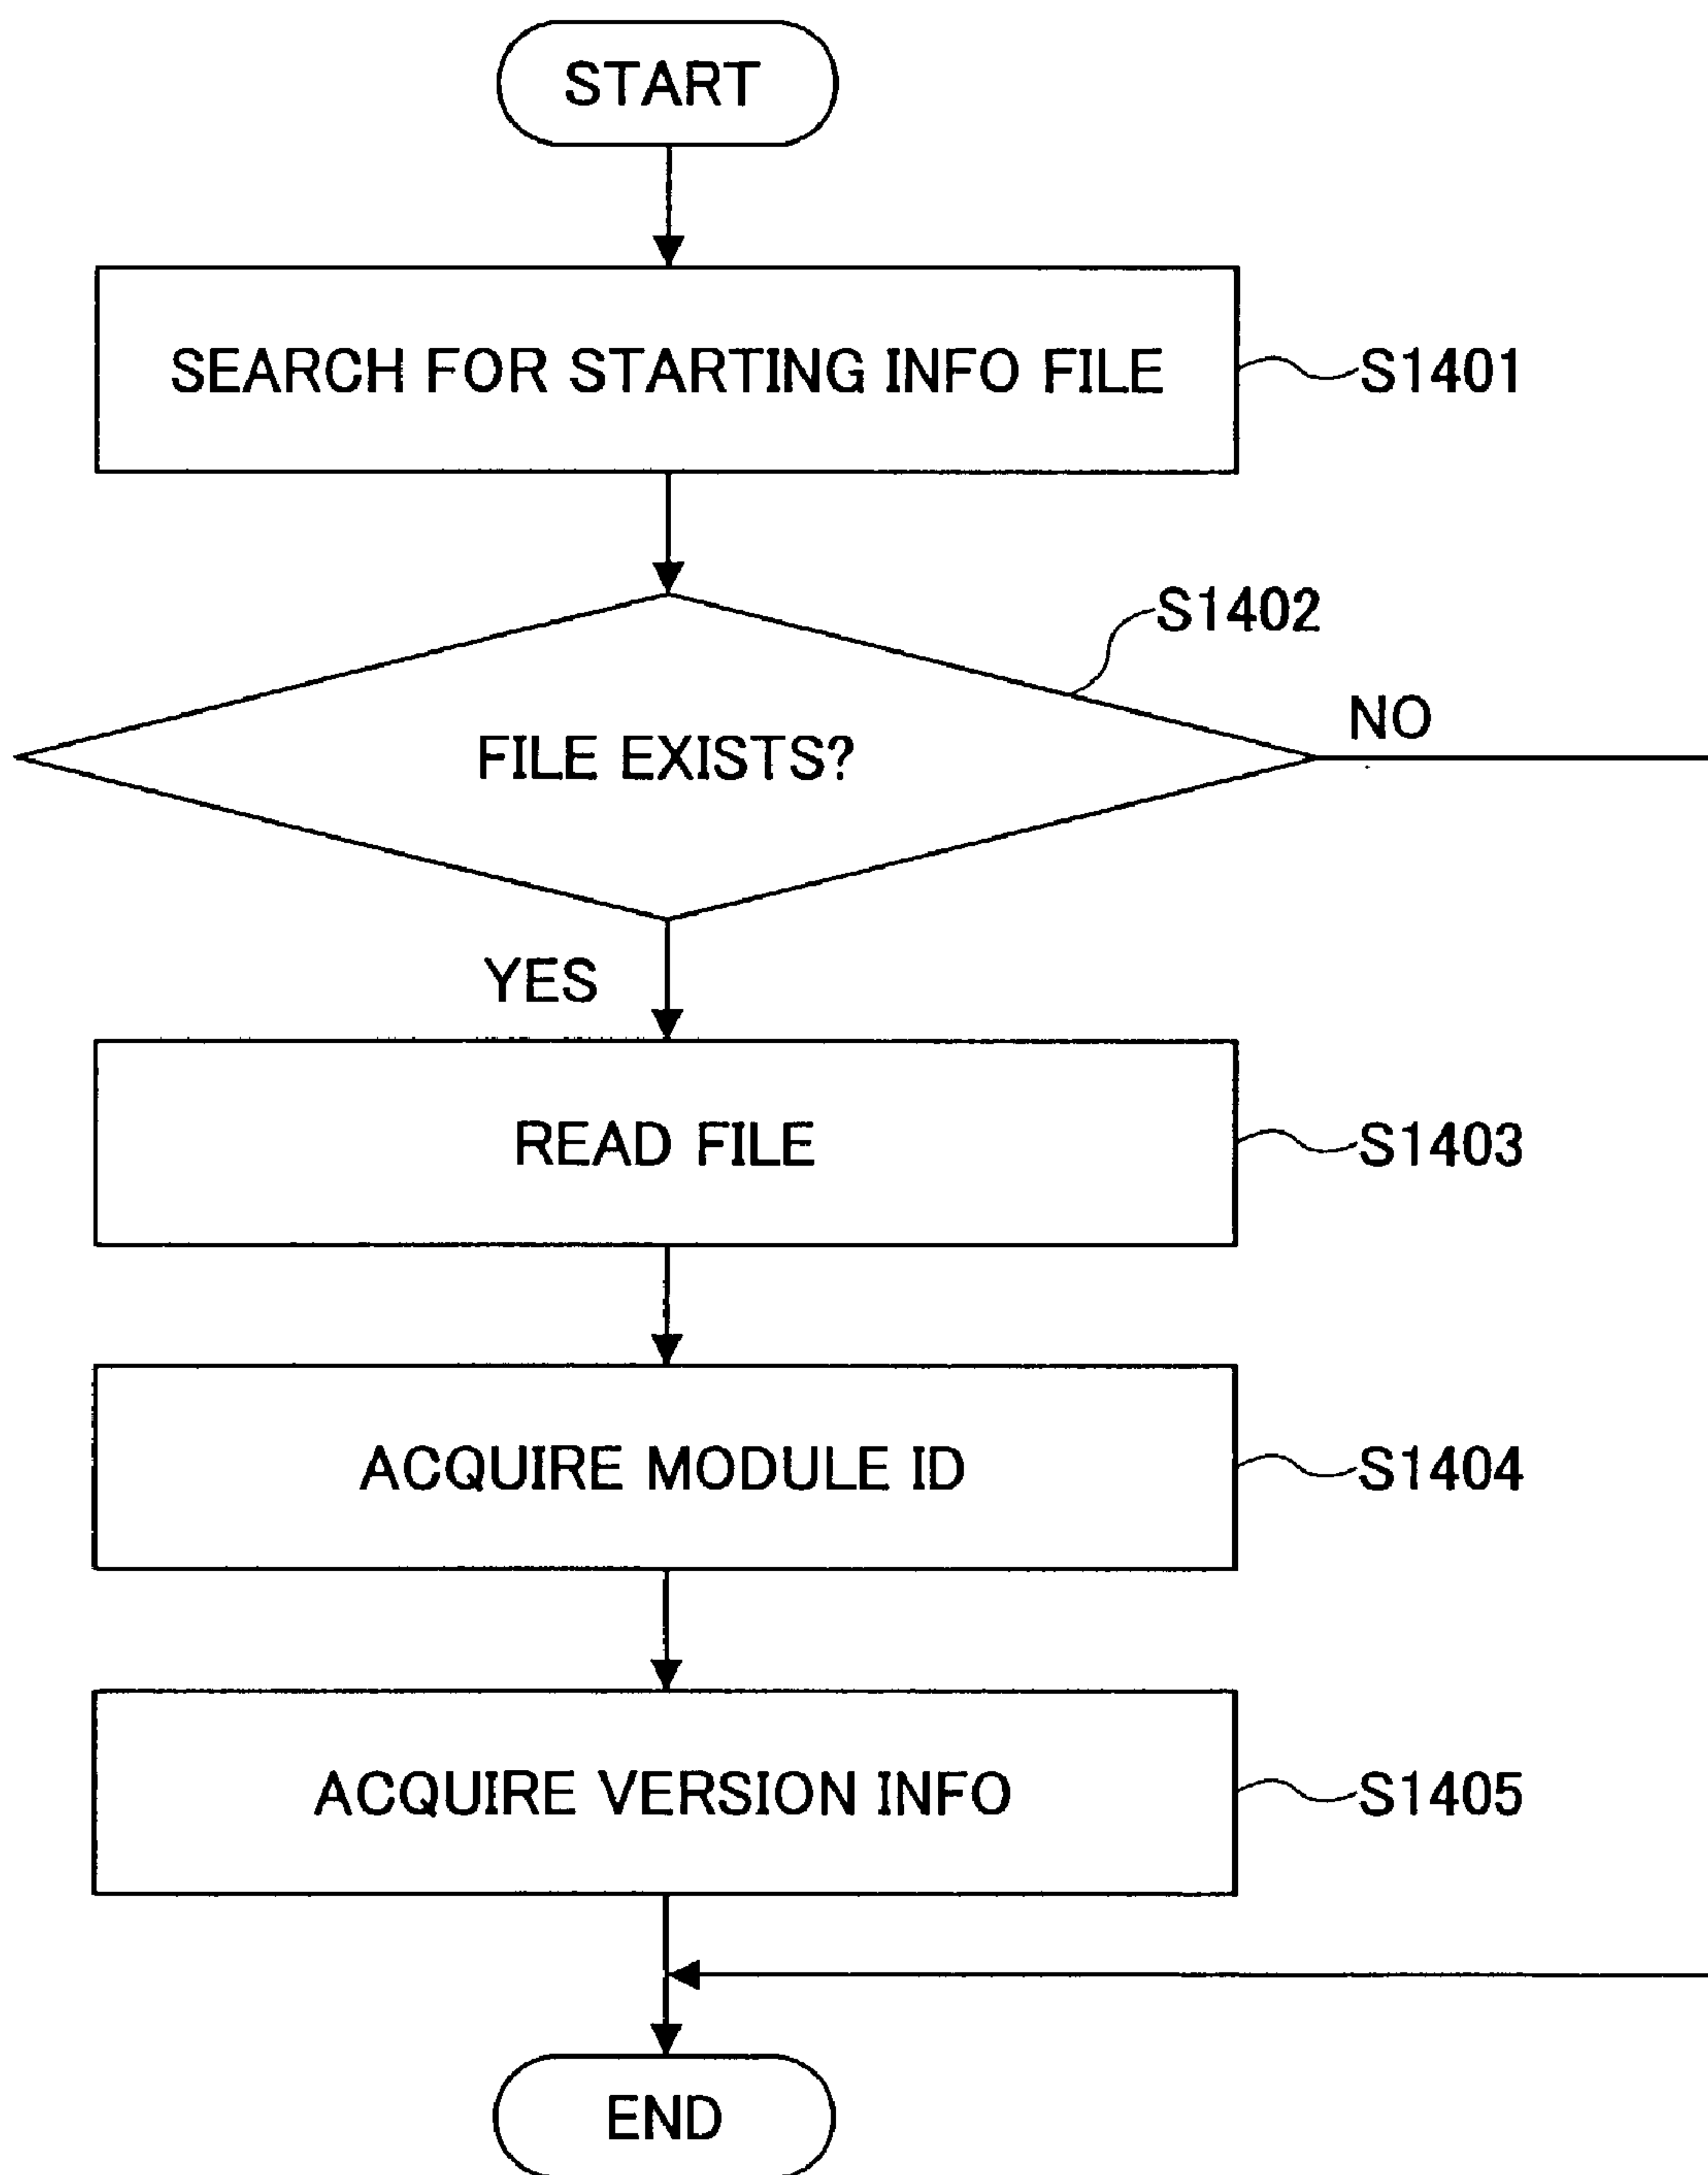 START
SEARCH FOR STARTING INFO FILE
S1401
S1402
FILE EXISTS?
NO
YES
READ FILE
S1403
ACQUIRE MODULE ID
S1404
ACQUIRE VERSION INFO
S1405
END